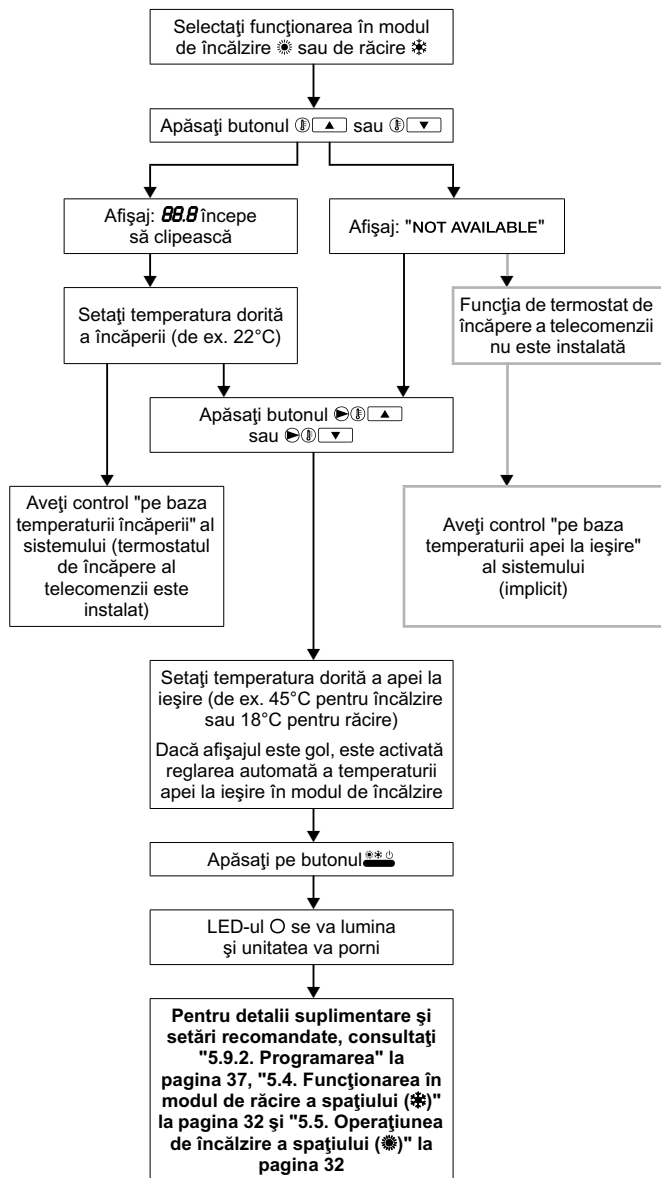 Selectaţi funcţionarea în modul
de încălzire ☀ sau de răcire ❄
Apăsaţi butonul ▲ sau ▼
Afişaj: 88.8 începe
să clipească
Afişaj: "NOT AVAILABLE"
Setaţi temperatura dorită
a încăperii (de ex. 22°C)
Funcţia de termostat de
încăpere a telecomenzii
nu este instalată
Apăsaţi butonul ▲
sau ▼
Aveţi control "pe baza
temperaturii încăperii" al
sistemului (termostatul
de încăpere al
telecomenzii este
instalat)
Aveţi control "pe baza
temperaturii apei la ieşire"
al sistemului
(implicit)
Setaţi temperatura dorită a apei la
ieşire (de ex. 45°C pentru încălzire
sau 18°C pentru răcire)
Dacă afişajul este gol, este activată
reglarea automată a temperaturii
apei la ieşire în modul de încălzire
Apăsaţi pe butonul
LED-ul se va lumina
şi unitatea va porni
Pentru detalii suplimentare şi
setări recomandate, consultaţi
"5.9.2. Programarea" la
pagina 37, "5.4. Funcţionarea în
modul de răcire a spaţiului (❄)"
la pagina 32 şi "5.5. Operaţiunea
de încălzire a spaţiului (☀)" la
pagina 32